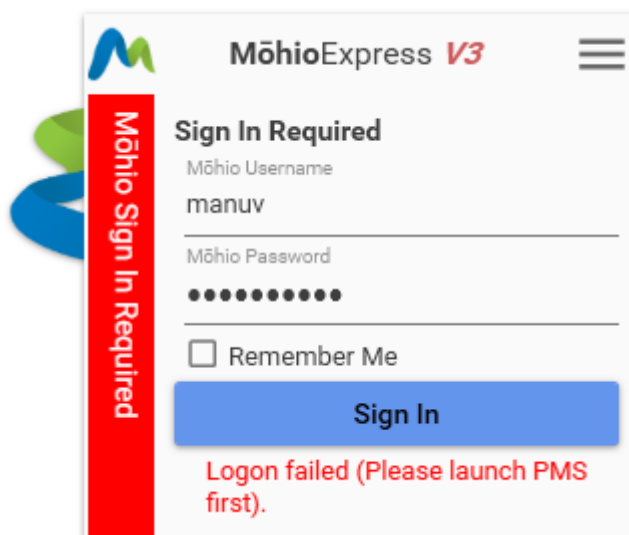 MōhioExpress V3
Mōhio Sign In Required
Sign In Required
Mōhio Username
manuv
Mōhio Password
Remember Me
Sign In
Logon failed (Please launch PMS
first).